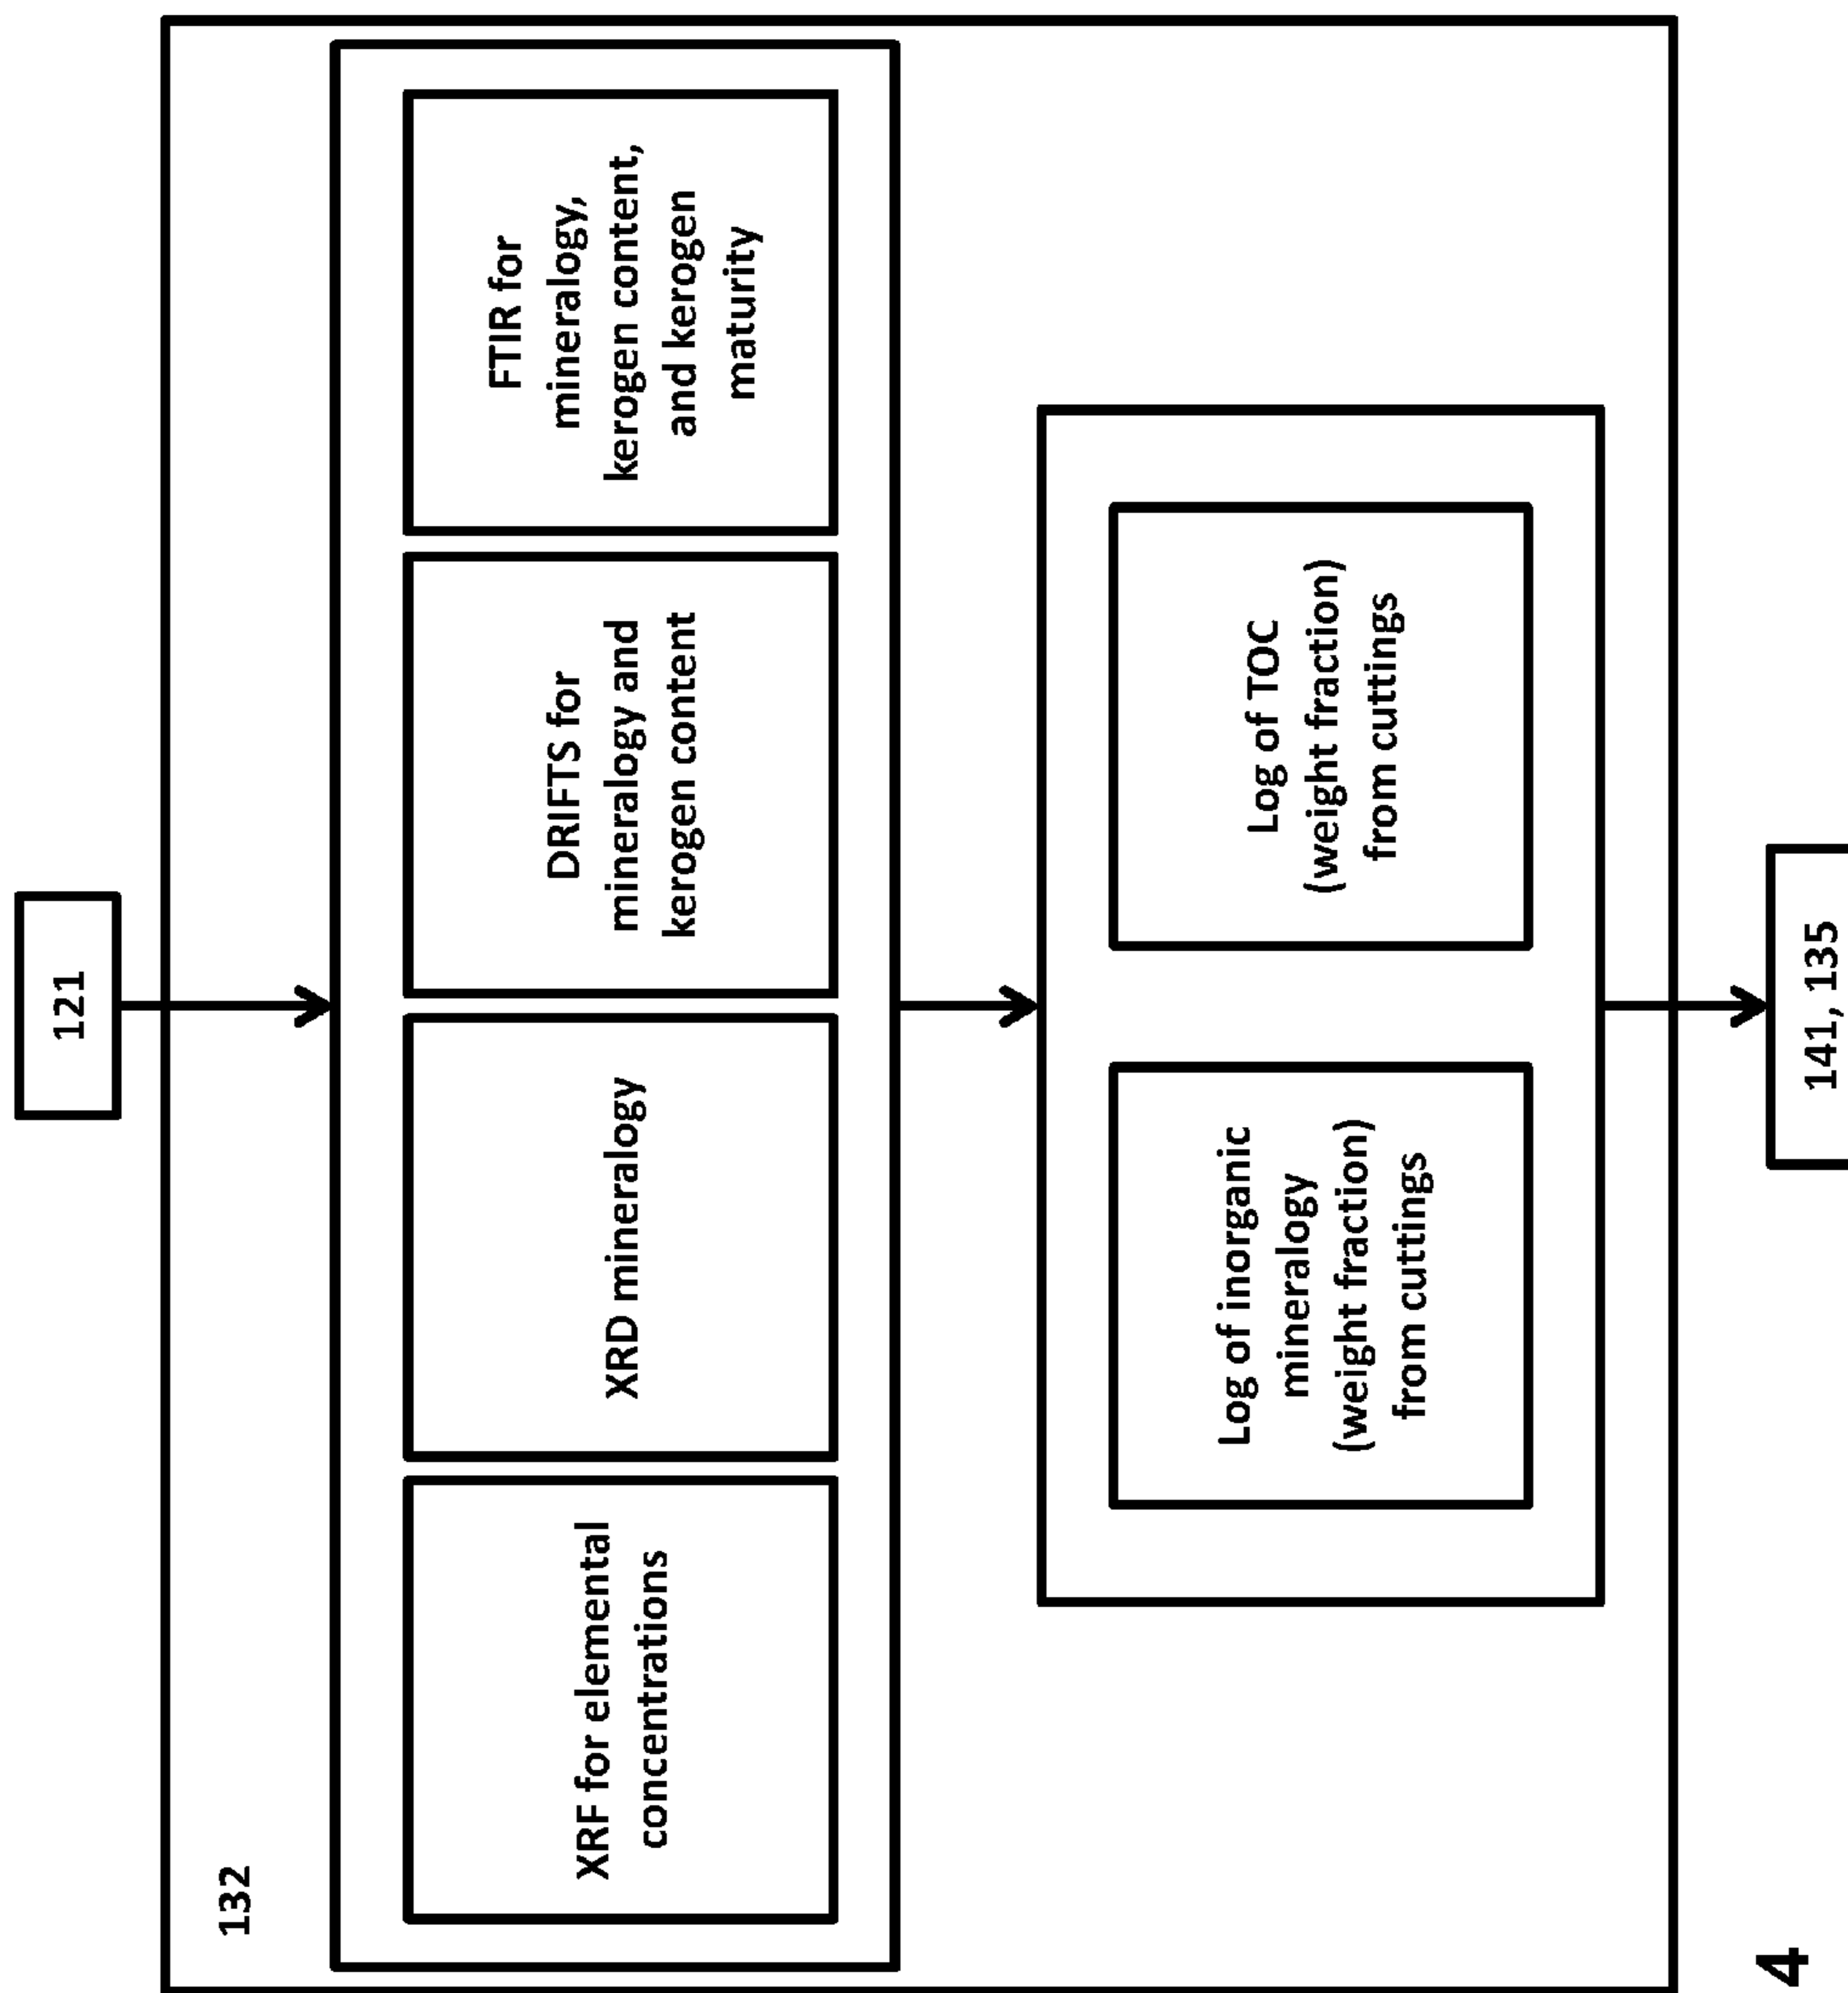 121
132
XRF for elemental
concentrations
XRD mineralogy
DRIFTS for
mineralogy and
kerogen content
FTIR for
mineralogy,
kerogen content,
and kerogen
maturity
Log of inorganic
mineralogy
(weight fraction)
from cuttings
Log of TOC
(weight fraction)
from cuttings
141, 135
4